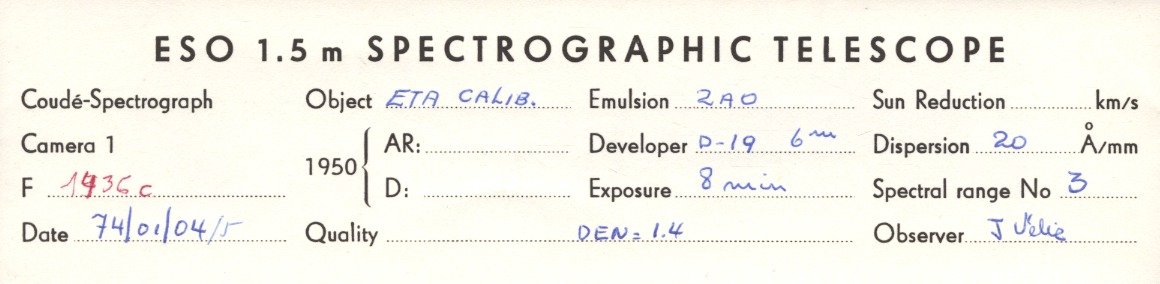 ESO 1.5 m SPECTROGRAPHIC TELESCOPE
Coudé-Spectrograph Object ETA CALIB. Emulsion 2AO Sun Reduction km/s
Camera 1 1950 AR: Developer D-19 6m Dispersion 20 Å/mm
F 1436 c D: Exposure 8 min Spectral range No 3
Date 74/01/04/5 Quality DEN = 1.4 Observer J